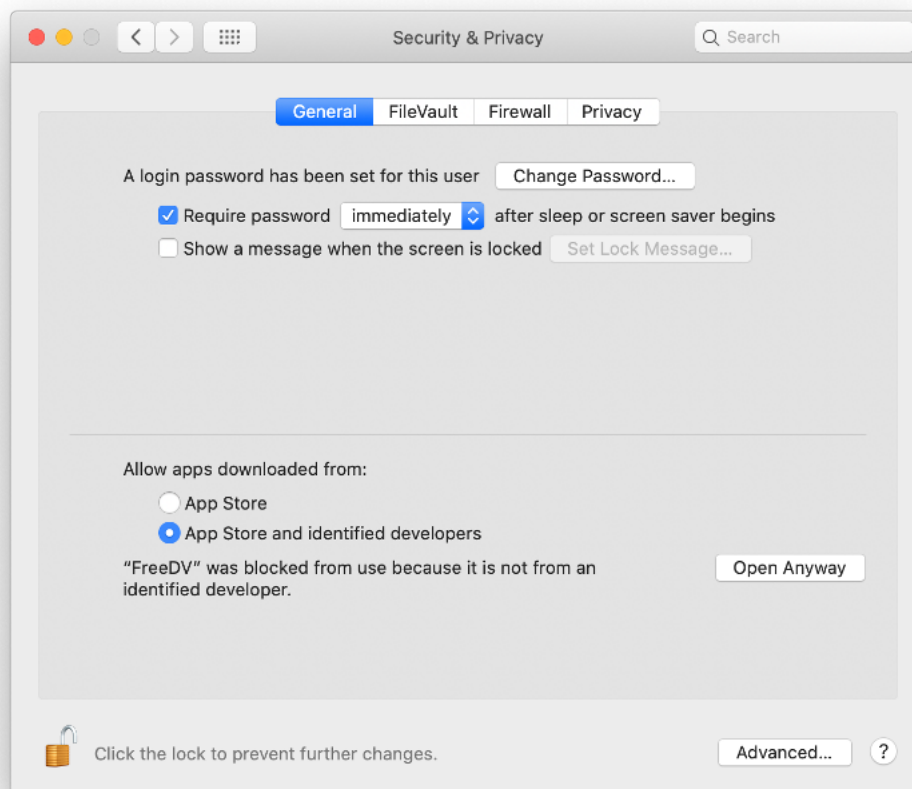 Security & Privacy
Search
General FileVault Firewall Privacy
A login password has been set for this user Change Password...
Require password immediately after sleep or screen saver begins
Show a message when the screen is locked Set Lock Message...
Allow apps downloaded from:
App Store
App Store and identified developers
“FreeDV” was blocked from use because it is not from an
identified developer.
Open Anyway
Click the lock to prevent further changes.
Advanced...
?